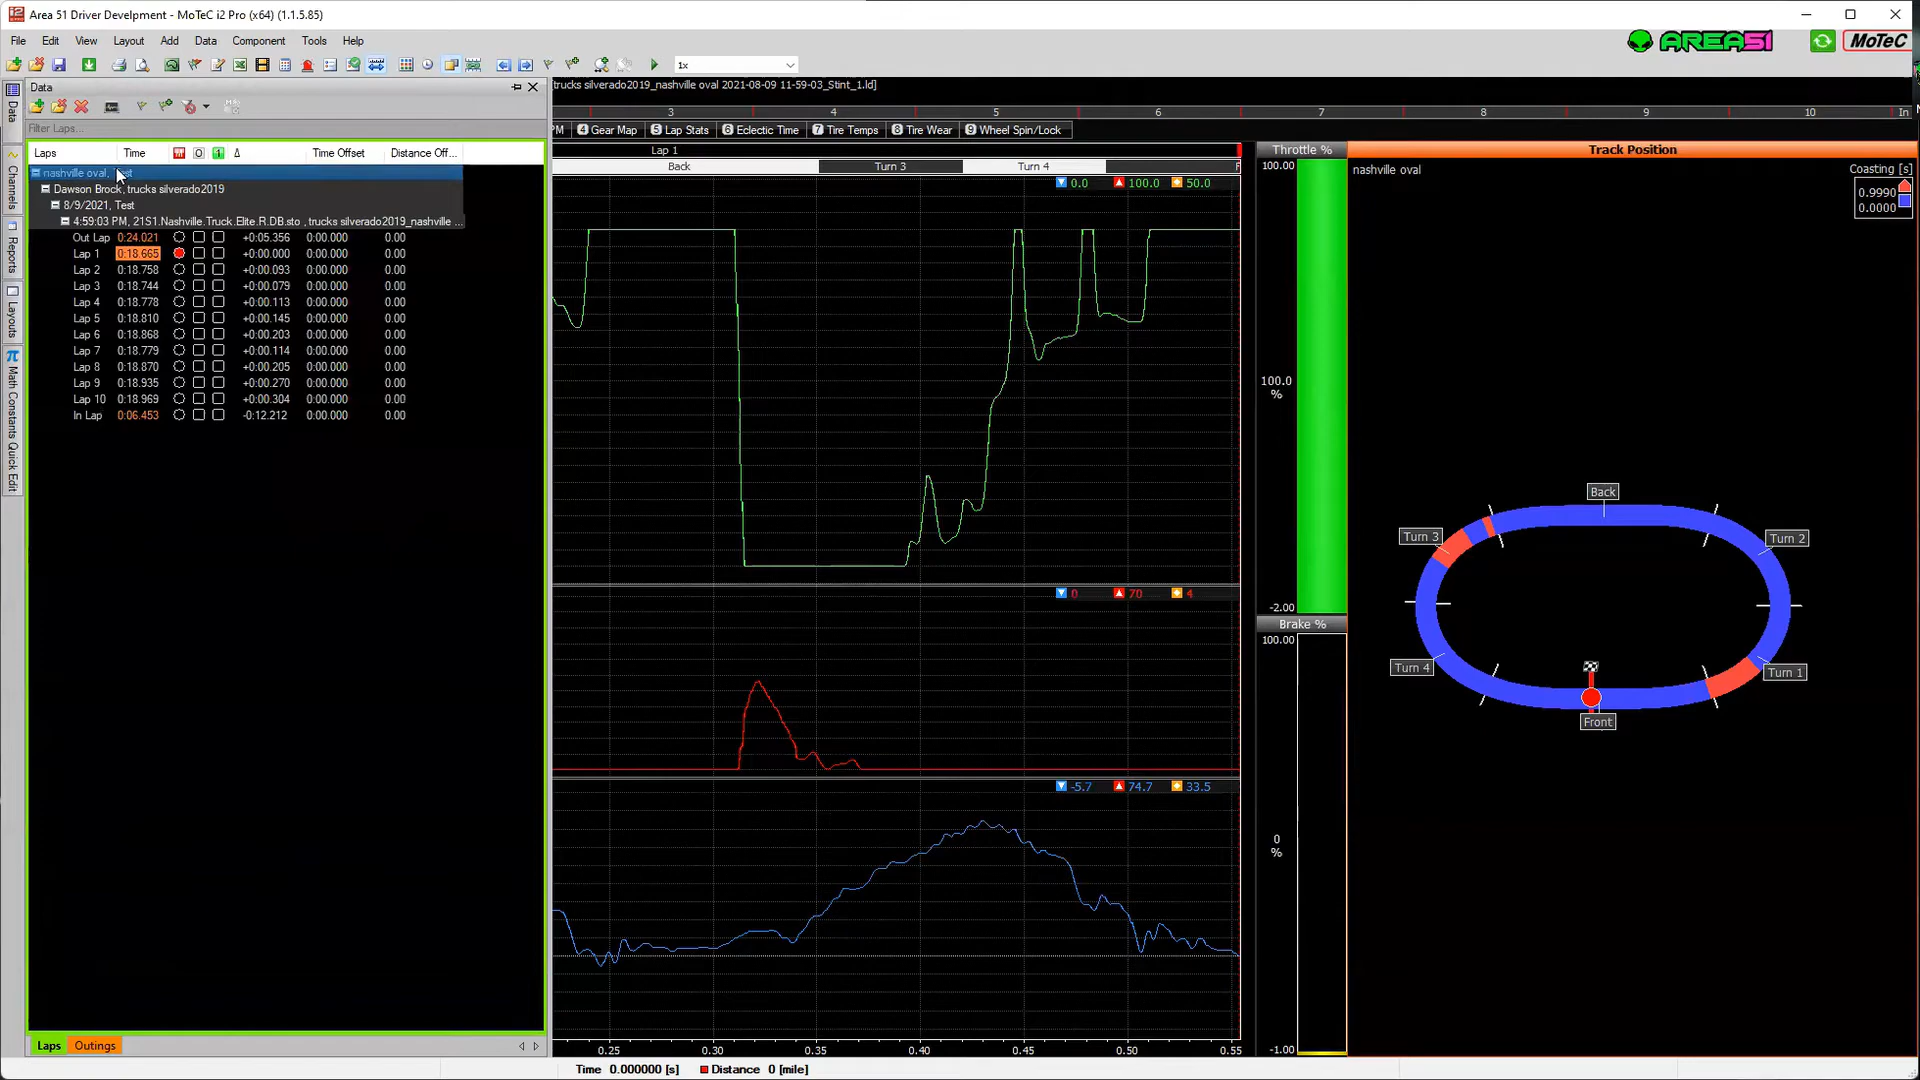 Area 51 Driver Develpment - MoTeC i2 Pro (x64) (1.1.5.85)
File Edit View Layout Add Data Component Tools Help
AREA51
MoTeC
1x
Data
trucks silverado2019_nashville oval 2021-08-09 11-59-03_Stint_1.ld]
3 4 5 6 7 8 9 10 In
Filter Laps...
4 Gear Map 5 Lap Stats 6 Eclectic Time 7 Tire Temps 8 Tire Wear 9 Wheel Spin/Lock
Laps Time Δ Time Offset Distance Off...
nashville oval,
Dawson Brock, trucks silverado2019
8/9/2021, Test
4:59:03 PM, 21S1.Nashville.Truck.Elite.R.DB.sto , trucks silverado2019_nashville ...
Out Lap 0:24.021 +0:05.356 0:00.000 0.00
Lap 1 0:18.665 +0:00.000 0:00.000 0.00
Lap 2 0:18.758 +0:00.093 0:00.000 0.00
Lap 3 0:18.744 +0:00.079 0:00.000 0.00
Lap 4 0:18.778 +0:00.113 0:00.000 0.00
Lap 5 0:18.810 +0:00.145 0:00.000 0.00
Lap 6 0:18.868 +0:00.203 0:00.000 0.00
Lap 7 0:18.779 +0:00.114 0:00.000 0.00
Lap 8 0:18.870 +0:00.205 0:00.000 0.00
Lap 9 0:18.935 +0:00.270 0:00.000 0.00
Lap 10 0:18.969 +0:00.304 0:00.000 0.00
In Lap 0:06.453 -0:12.212 0:00.000 0.00
Data
Channels
Reports
Layouts
Math Constants Quick Edit
Laps Outings
Lap 1
Back Turn 3 Turn 4
0.0 100.0 50.0
0 70 4
-5.7 74.7 33.5
0.25 0.30 0.35 0.40 0.45 0.50 0.55
Time 0.000000 [s] Distance 0 [mile]
Throttle %
100.00
100.0
%
-2.00
Brake %
100.00
0
%
-1.00
Track Position
nashville oval
Coasting [s]
0.9990
0.0000
Back
Turn 3
Turn 2
Turn 4
Turn 1
Front